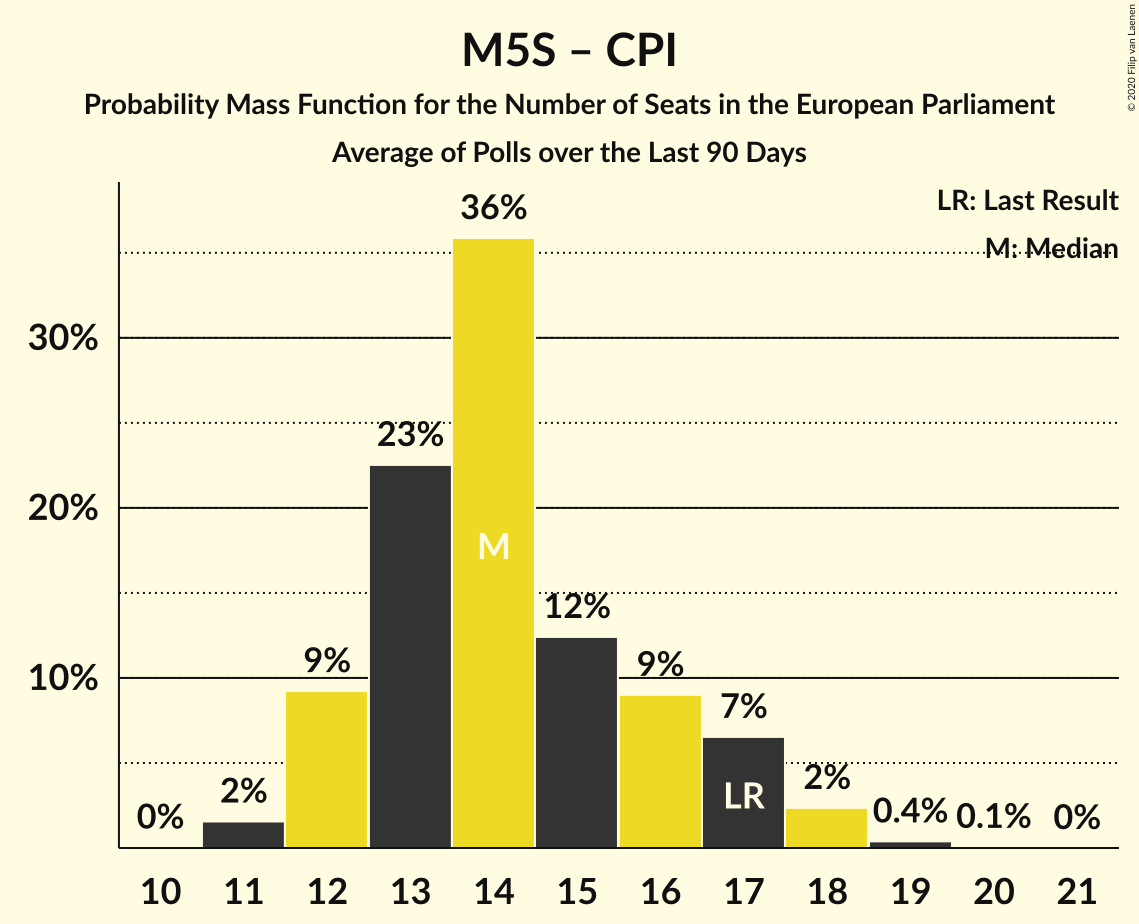 M5S – CPI
Probability Mass Function for the Number of Seats in the European Parliament
Average of Polls over the Last 90 Days
© 2020 Filip van Laenen
LR: Last Result
M: Median
36%
30%
23%
20%
M
12%
9%
9%
10%
7%
2%
LR
2%
0%
0.4%
0.1%
0%
10 11 12 13 14 15 16 17 18 19 20 21